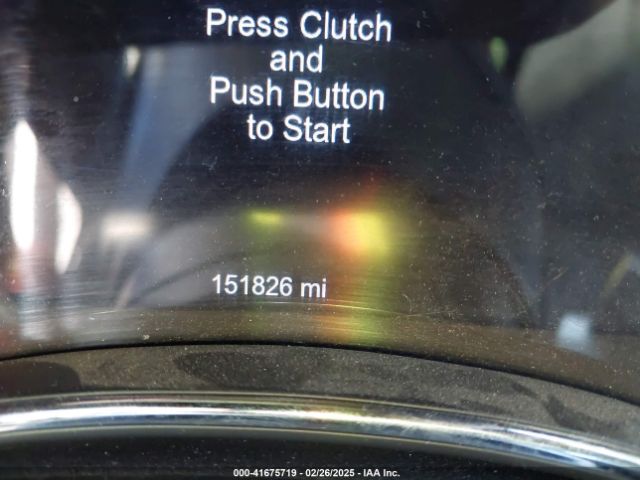 Press Clutch
and
Push Button
to Start
151826 mi
000-41675719 - 02/26/2025 - IAA Inc.